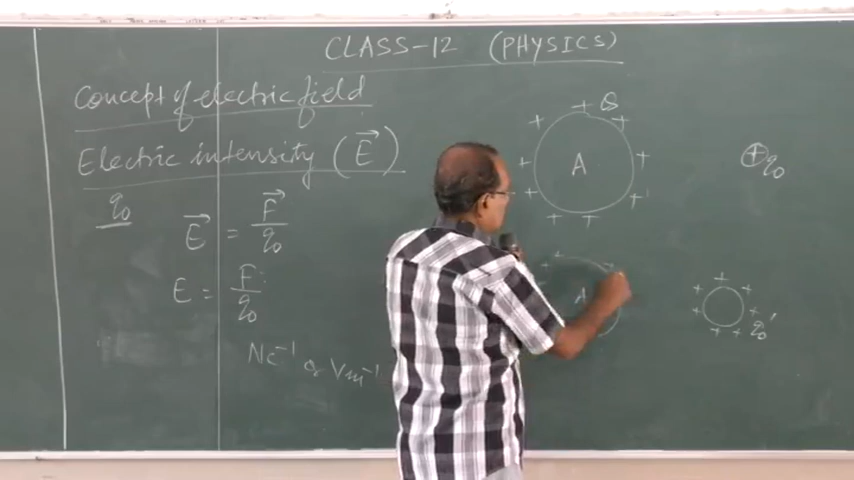 CLASS-12 (PHYSICS)
Concept of electric field
Electric intensity (E→)
q₀
E→ = F→/q₀
E = F/q₀
NC⁻¹ or Vm⁻¹
+ + + + + + + + + + Q
A
+ q₀
A
+ + + + + + + + q₀'